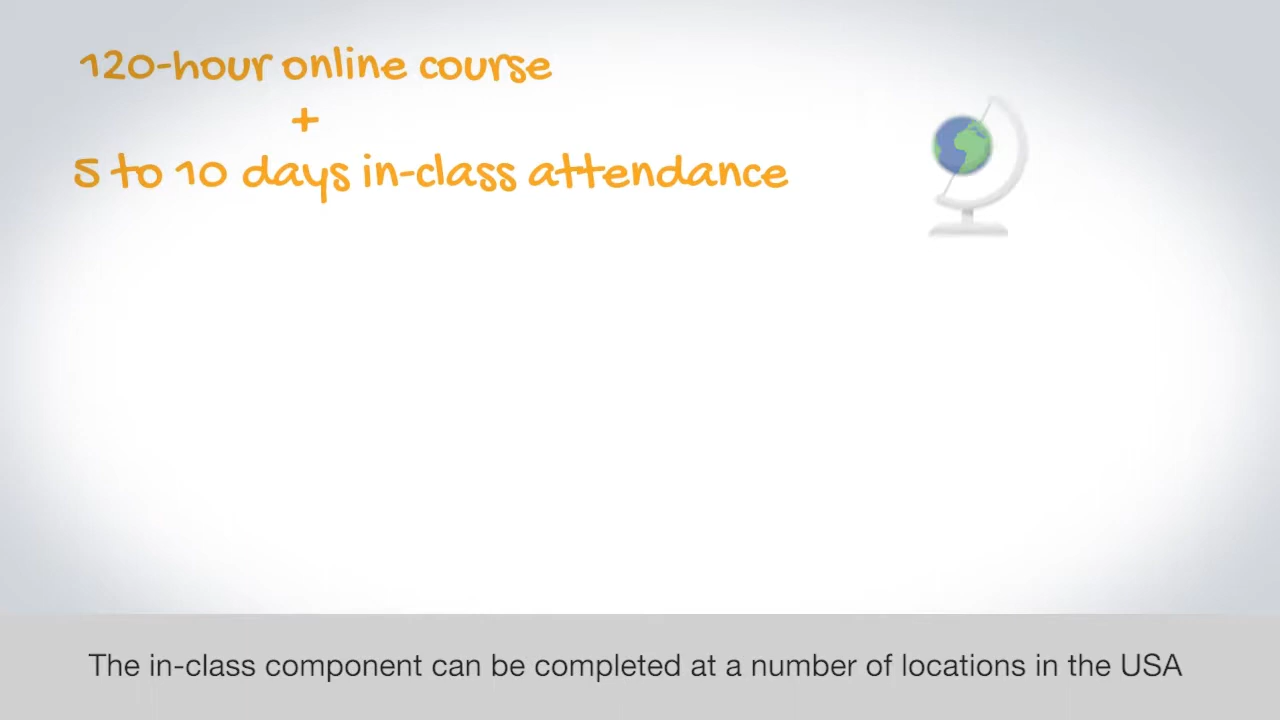 120-hour online course
+
5 to 10 days in-class attendance
The in-class component can be completed at a number of locations in the USA